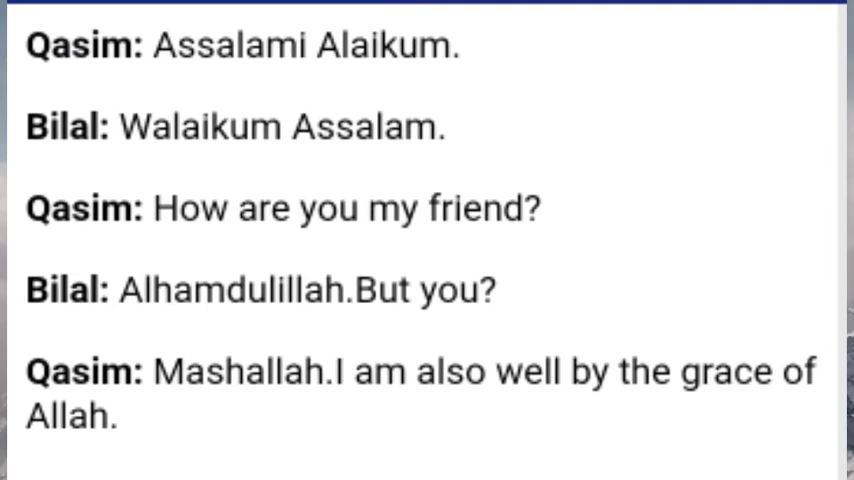 Qasim: Assalami Alaikum.
Bilal: Walaikum Assalam.
Qasim: How are you my friend?
Bilal: Alhamdulillah.But you?
Qasim: Mashallah.I am also well by the grace of
Allah.